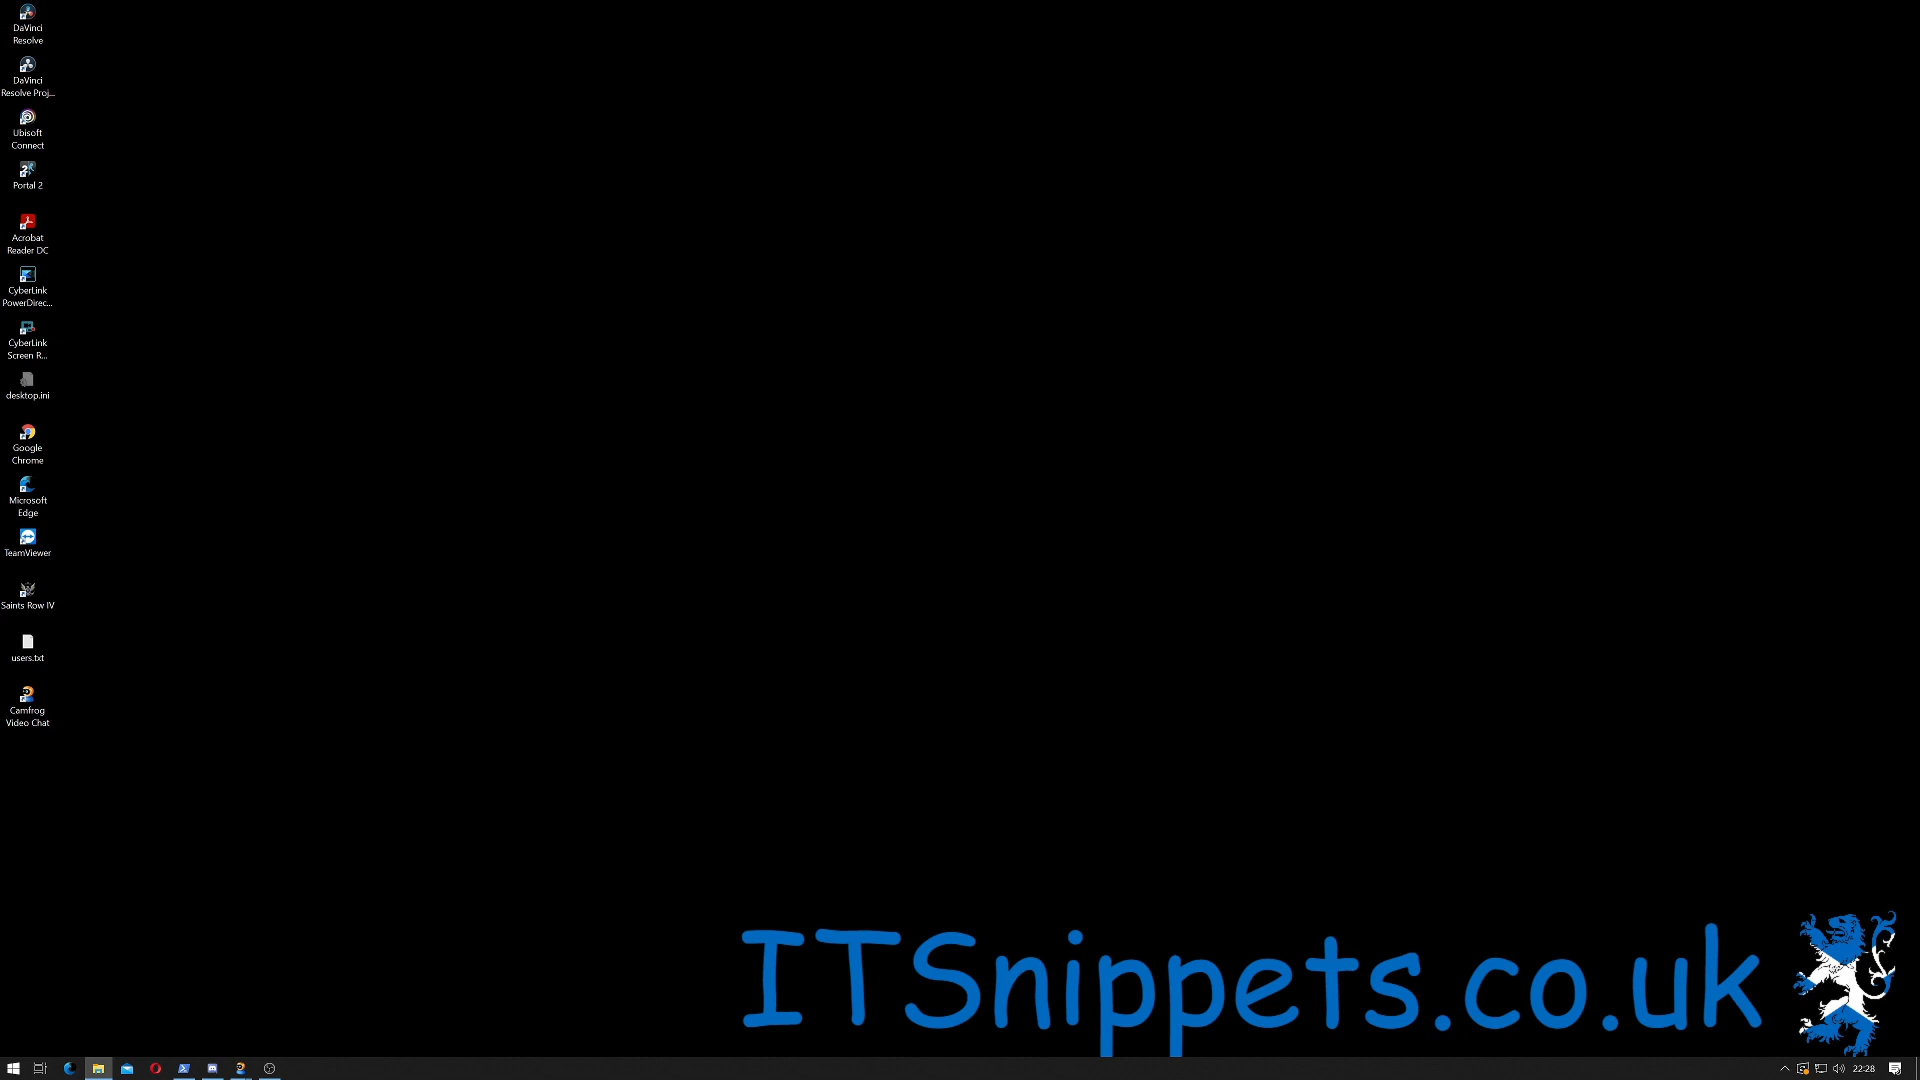 DaVinci
Resolve
DaVinci
Resolve Proj...
Ubisoft
Connect
Portal 2
Acrobat
Reader DC
CyberLink
PowerDirec...
CyberLink
Screen R...
desktop.ini
Google
Chrome
Microsoft
Edge
TeamViewer
Saints Row IV
users.txt
Camfrog
Video Chat
ITSnippets.co.uk
22:28